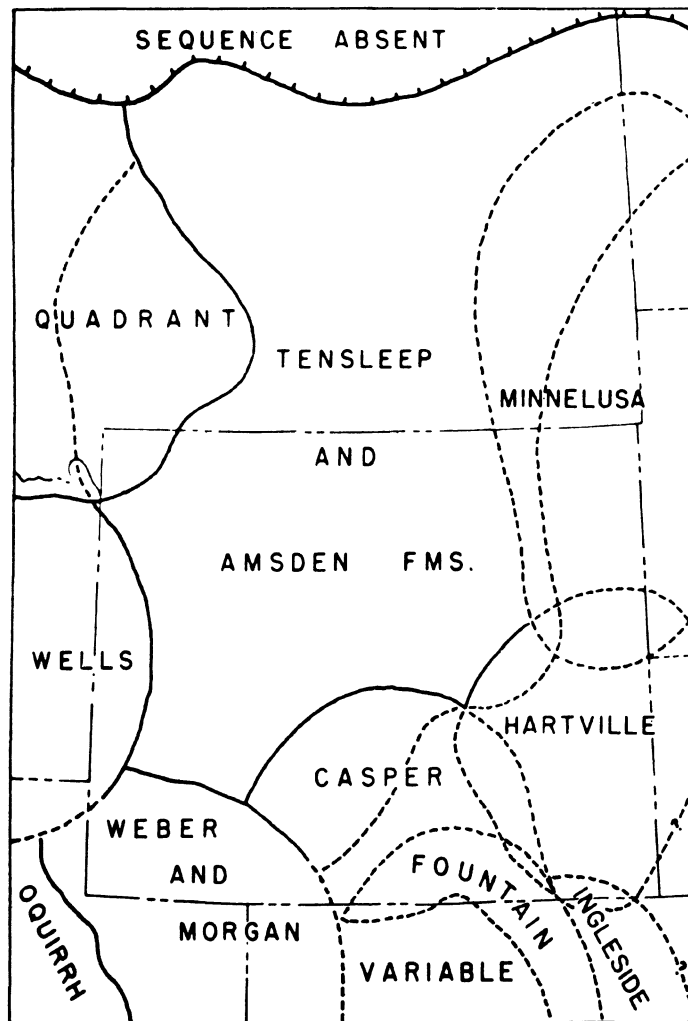 SEQUENCE ABSENT
QUADRANT
TENSLEEP
MINNELUSA
AND
AMSDEN FMS.
WELLS
HARTVILLE
CASPER
WEBER
AND
MORGAN
FOUNTAIN
INGLESIDE
OQUIRRH
VARIABLE
?
?